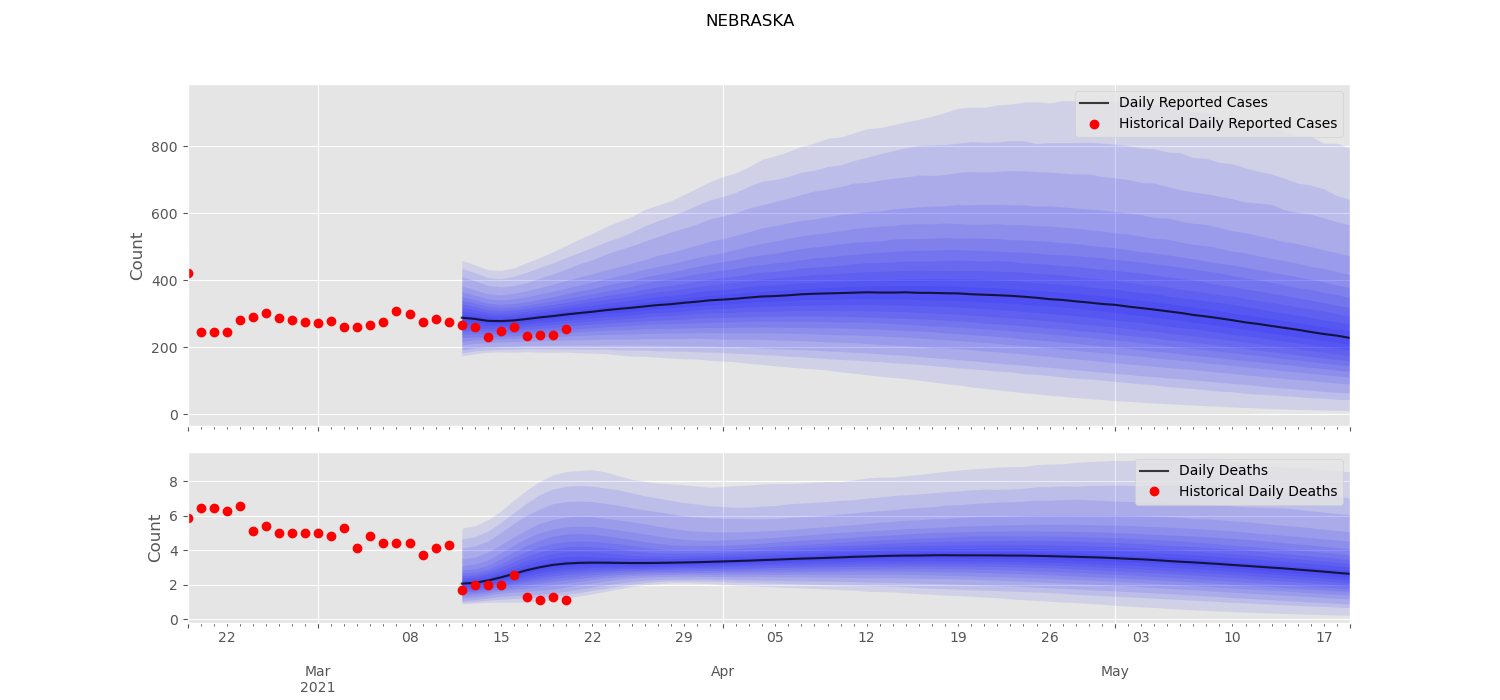 NEBRASKA
Daily Reported Cases
Historical Daily Reported Cases
800
600
400
200
0
Count
Daily Deaths
Historical Daily Deaths
8
6
4
2
0
Count
22 08 15 22 29 05 12 19 26 03 10 17
Mar Apr May
2021